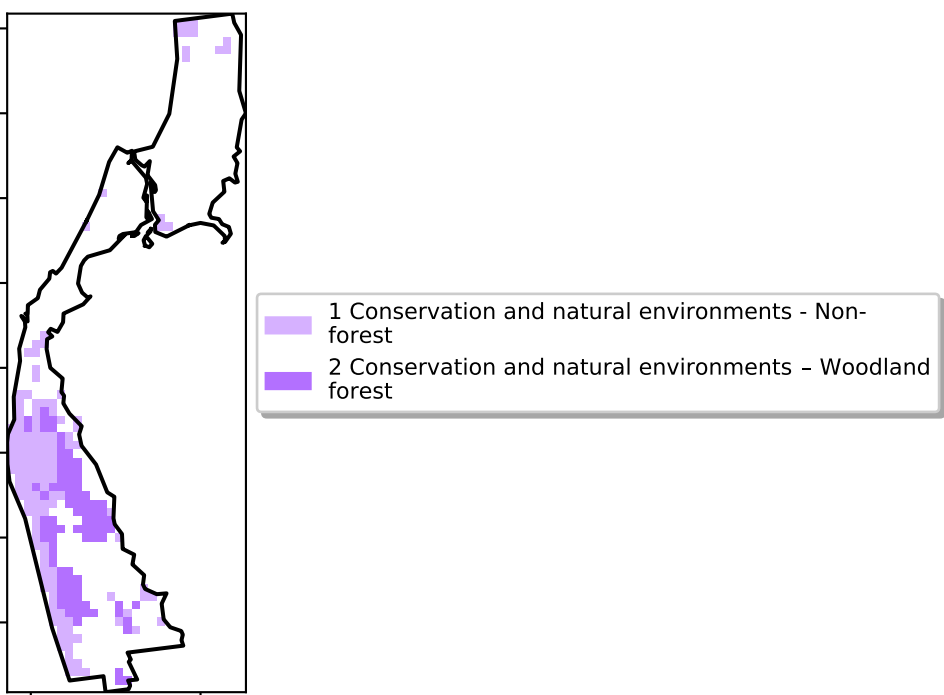 1 Conservation and natural environments - Non-
forest
2 Conservation and natural environments – Woodland
forest